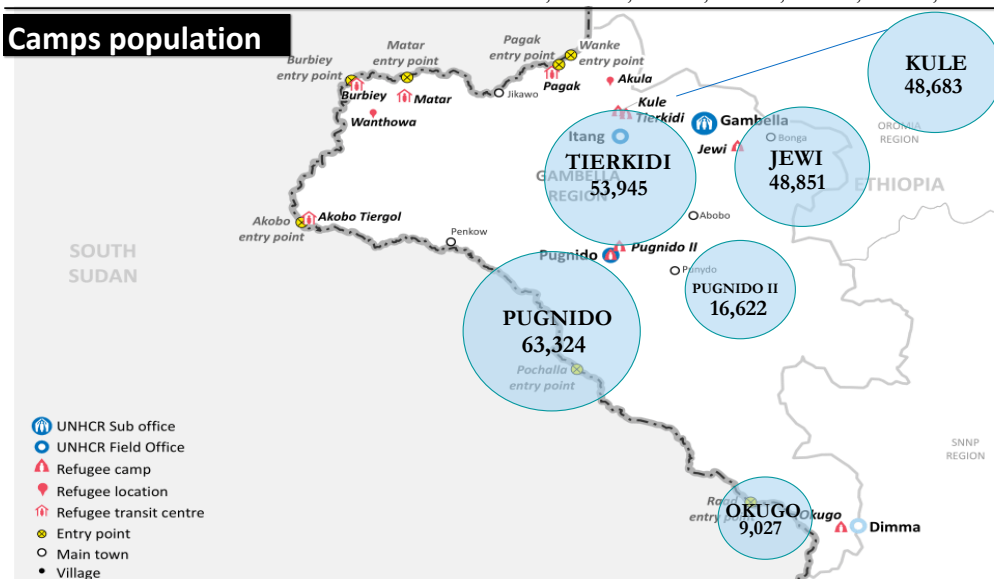 Camps population
Burbiey
entry point
Matar
entry point
Pagak
entry point
Wanke
entry point
Burbiey
Matar
Jikawo
Pagak
Akula
Wanthowa
Kule
Tierkidi
KULE
48,683
Itang
Gambella
Jewi
Bonga
OROMIA
REGION
TIERKIDI
53,945
GAMBELLA
REGION
JEWI
48,851
ETHIOPIA
Akobo
entry point
Akobo Tiergol
Penkow
Abobo
SOUTH
SUDAN
Pugnido
Pugnido II
Punydo
PUGNIDO II
16,622
PUGNIDO
63,324
Pochalla
entry point
UNHCR Sub office
UNHCR Field Office
Refugee camp
Refugee location
Refugee transit centre
Entry point
Main town
Village
SNNP
REGION
Raad
entry point
OKUGO
9,027
Okugo
Dimma